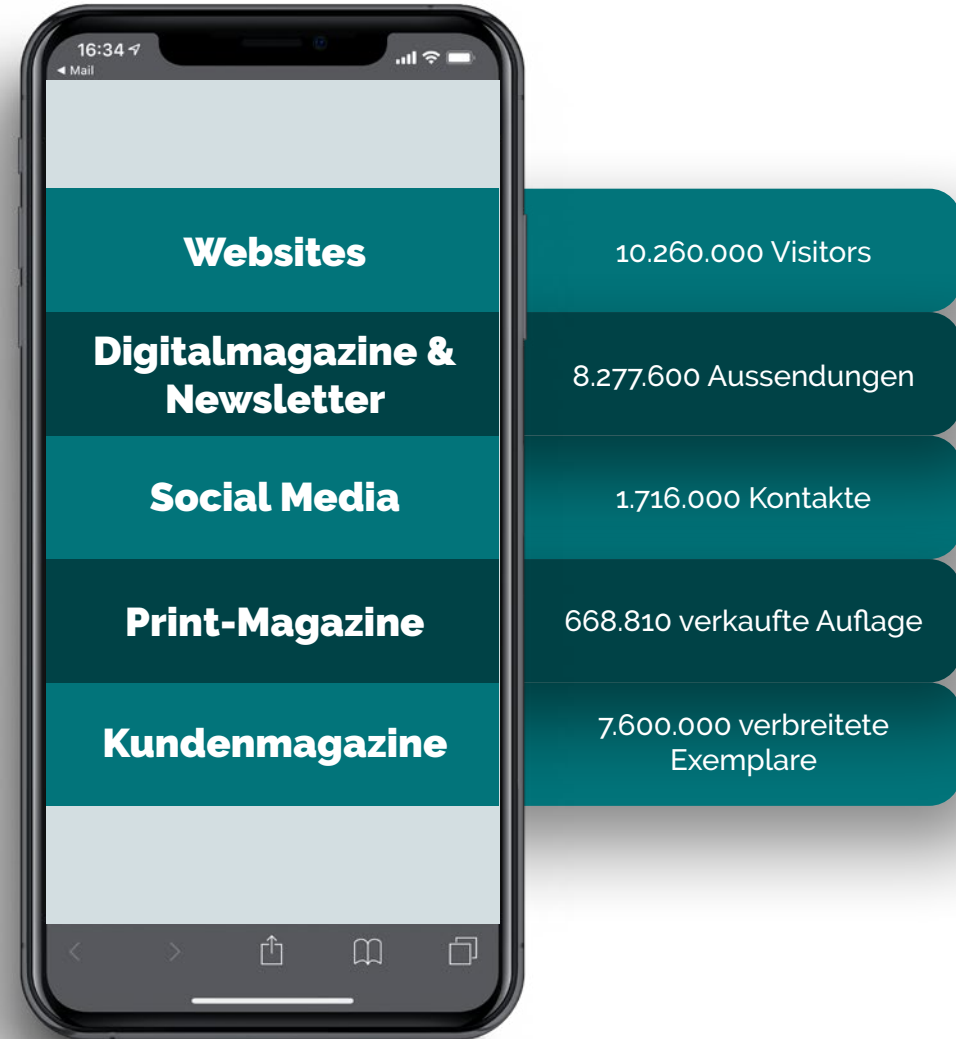 16:34
◀ Mail
Websites
10.260.000 Visitors
Digitalmagazine &
Newsletter
8.277.600 Aussendungen
Social Media
1.716.000 Kontakte
Print-Magazine
668.810 verkaufte Auflage
Kundenmagazine
7.600.000 verbreitete
Exemplare